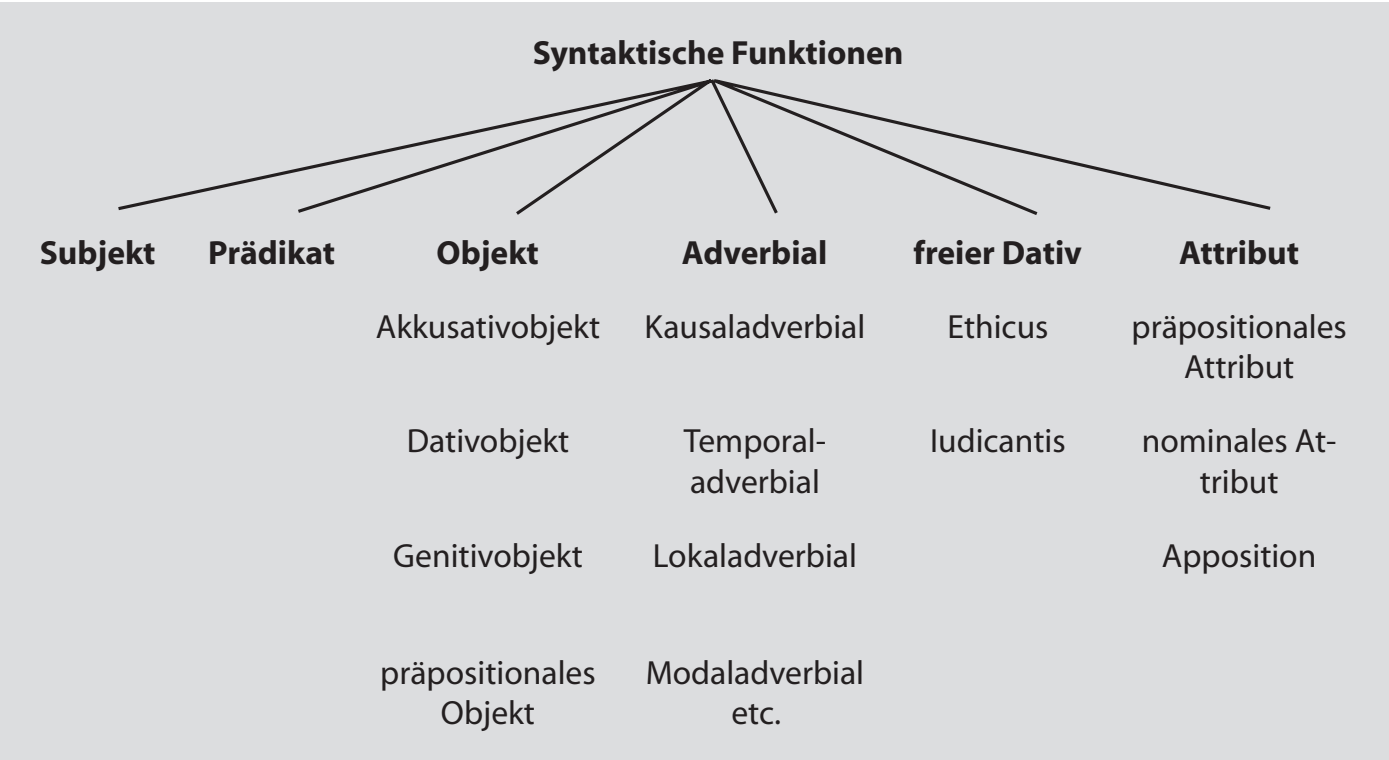 Syntaktische Funktionen
Subjekt Prädikat Objekt Adverbial freier Dativ Attribut
Akkusativobjekt Kausaladverbial Ethicus präpositionales
Attribut
Dativobjekt Temporal- Iudicantis nominales At-
adverbial tribut
Genitivobjekt Lokaladverbial Apposition
präpositionales Modaladverbial
Objekt etc.